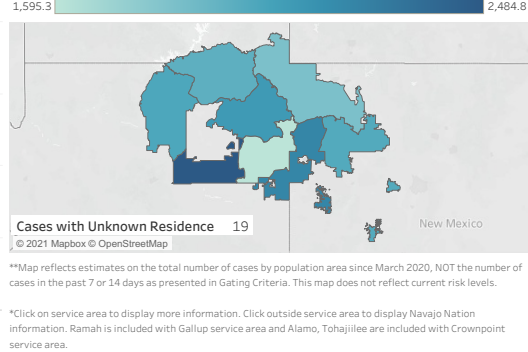 1,595.3 2,484.8
New Mexico
Cases with Unknown Residence 19
© 2021 Mapbox © OpenStreetMap
**Map reflects estimates on the total number of cases by population area since March 2020, NOT the number of
cases in the past 7 or 14 days as presented in Gating Criteria. This map does not reflect current risk levels.
*Click on service area to display more information. Click outside service area to display Navajo Nation
information. Ramah is included with Gallup service area and Alamo, Tohajiilee are included with Crownpoint
service area.